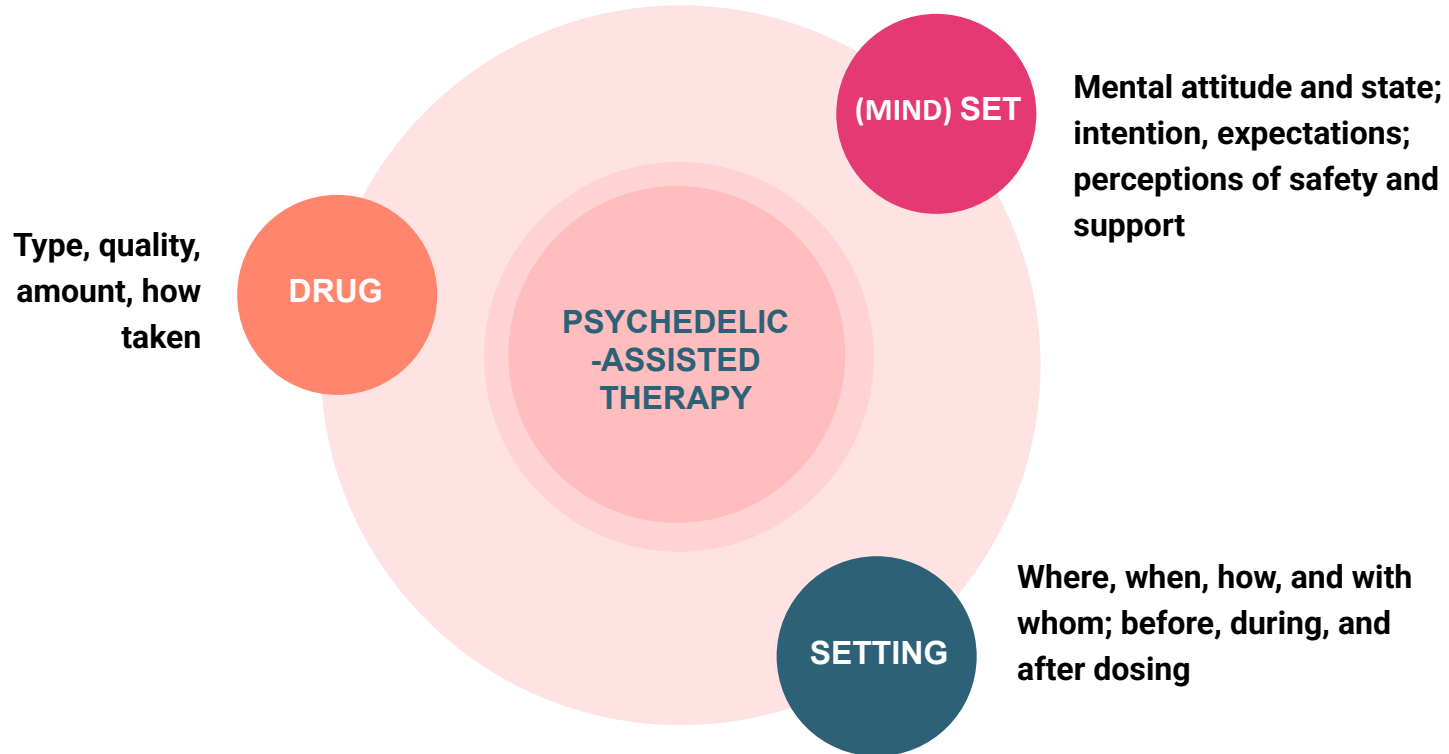 (MIND) SET
Mental attitude and state;
intention, expectations;
perceptions of safety and
support
Type, quality,
amount, how
taken
DRUG
PSYCHEDELIC
-ASSISTED
THERAPY
SETTING
Where, when, how, and with
whom; before, during, and
after dosing